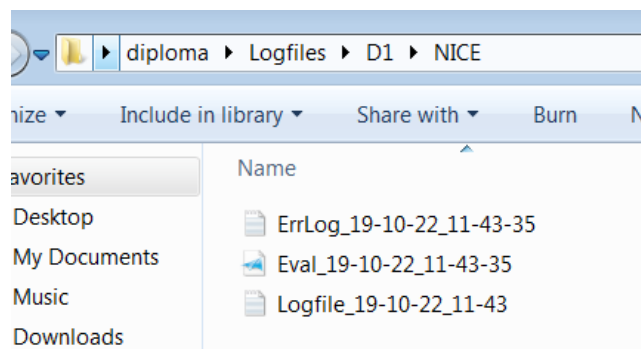 diploma Logfiles D1 NICE
nize Include in library Share with Burn N
avorites
Name
Desktop
ErrLog_19-10-22_11-43-35
My Documents
Eval_19-10-22_11-43-35
Music
Logfile_19-10-22_11-43
Downloads